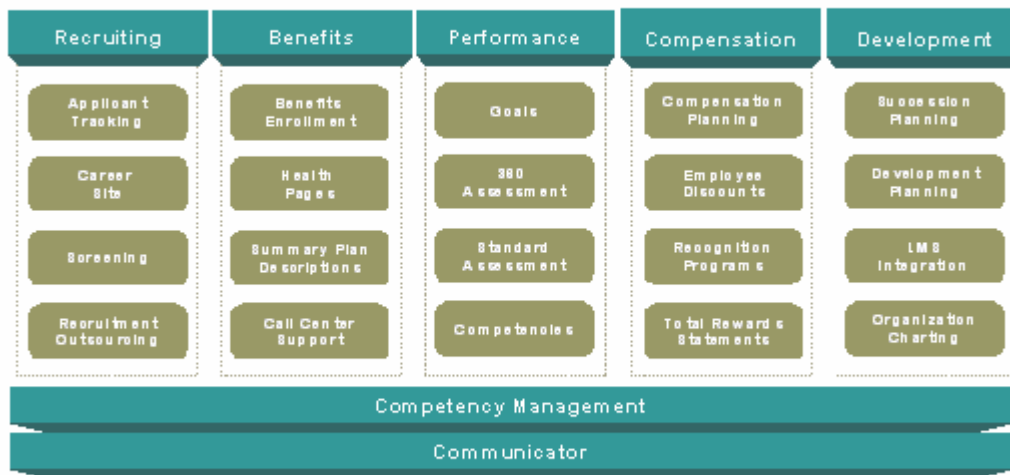 Recruiting
Benefits
Performance
Compensation
Development
Applicant
Tracking
Career
Site
Screening
Recruitment
Outsourcing
Benefits
Enrollment
Health
Pages
Summary Plan
Descriptions
Call Center
Support
Goals
360
Assessment
Standard
Assessment
Competencies
Compensation
Planning
Employee
Discounts
Recognition
Programs
Total Rewards
Statements
Succession
Planning
Development
Planning
LMS
Integration
Organization
Charting
Competency Management
Communicator